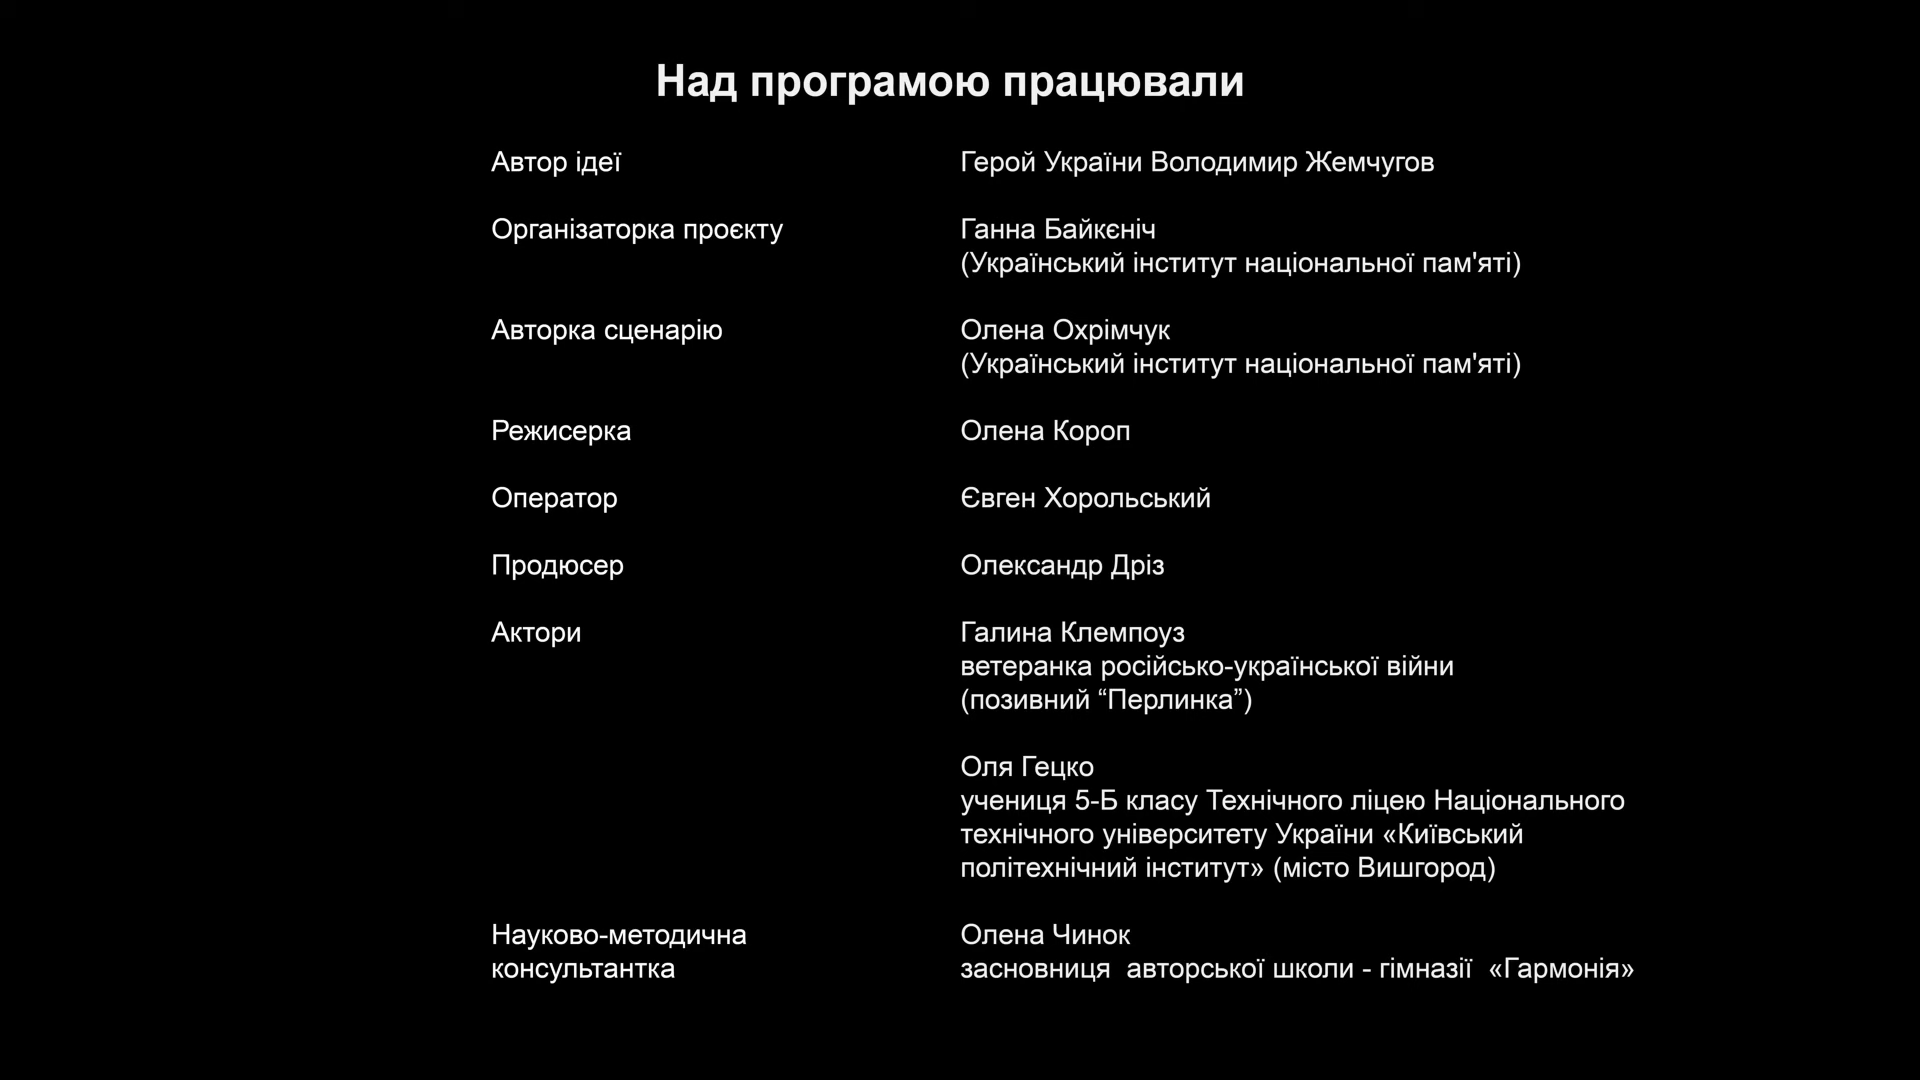 Над програмою працювали
Автор ідеї
Герой України Володимир Жемчугов
Організаторка проєкту
Ганна Байкєніч
(Український інститут національної пам'яті)
Авторка сценарію
Олена Охрімчук
(Український інститут національної пам'яті)
Режисерка
Олена Короп
Оператор
Євген Хорольський
Продюсер
Олександр Дріз
Актори
Галина Клемпоуз
ветеранка російсько-української війни
(позивний “Перлинка”)
Оля Гецко
учениця 5-Б класу Технічного ліцею Національного
технічного університету України «Київський
політехнічний інститут» (місто Вишгород)
Науково-методична
консультантка
Олена Чинок
засновниця  авторської школи - гімназії  «Гармонія»